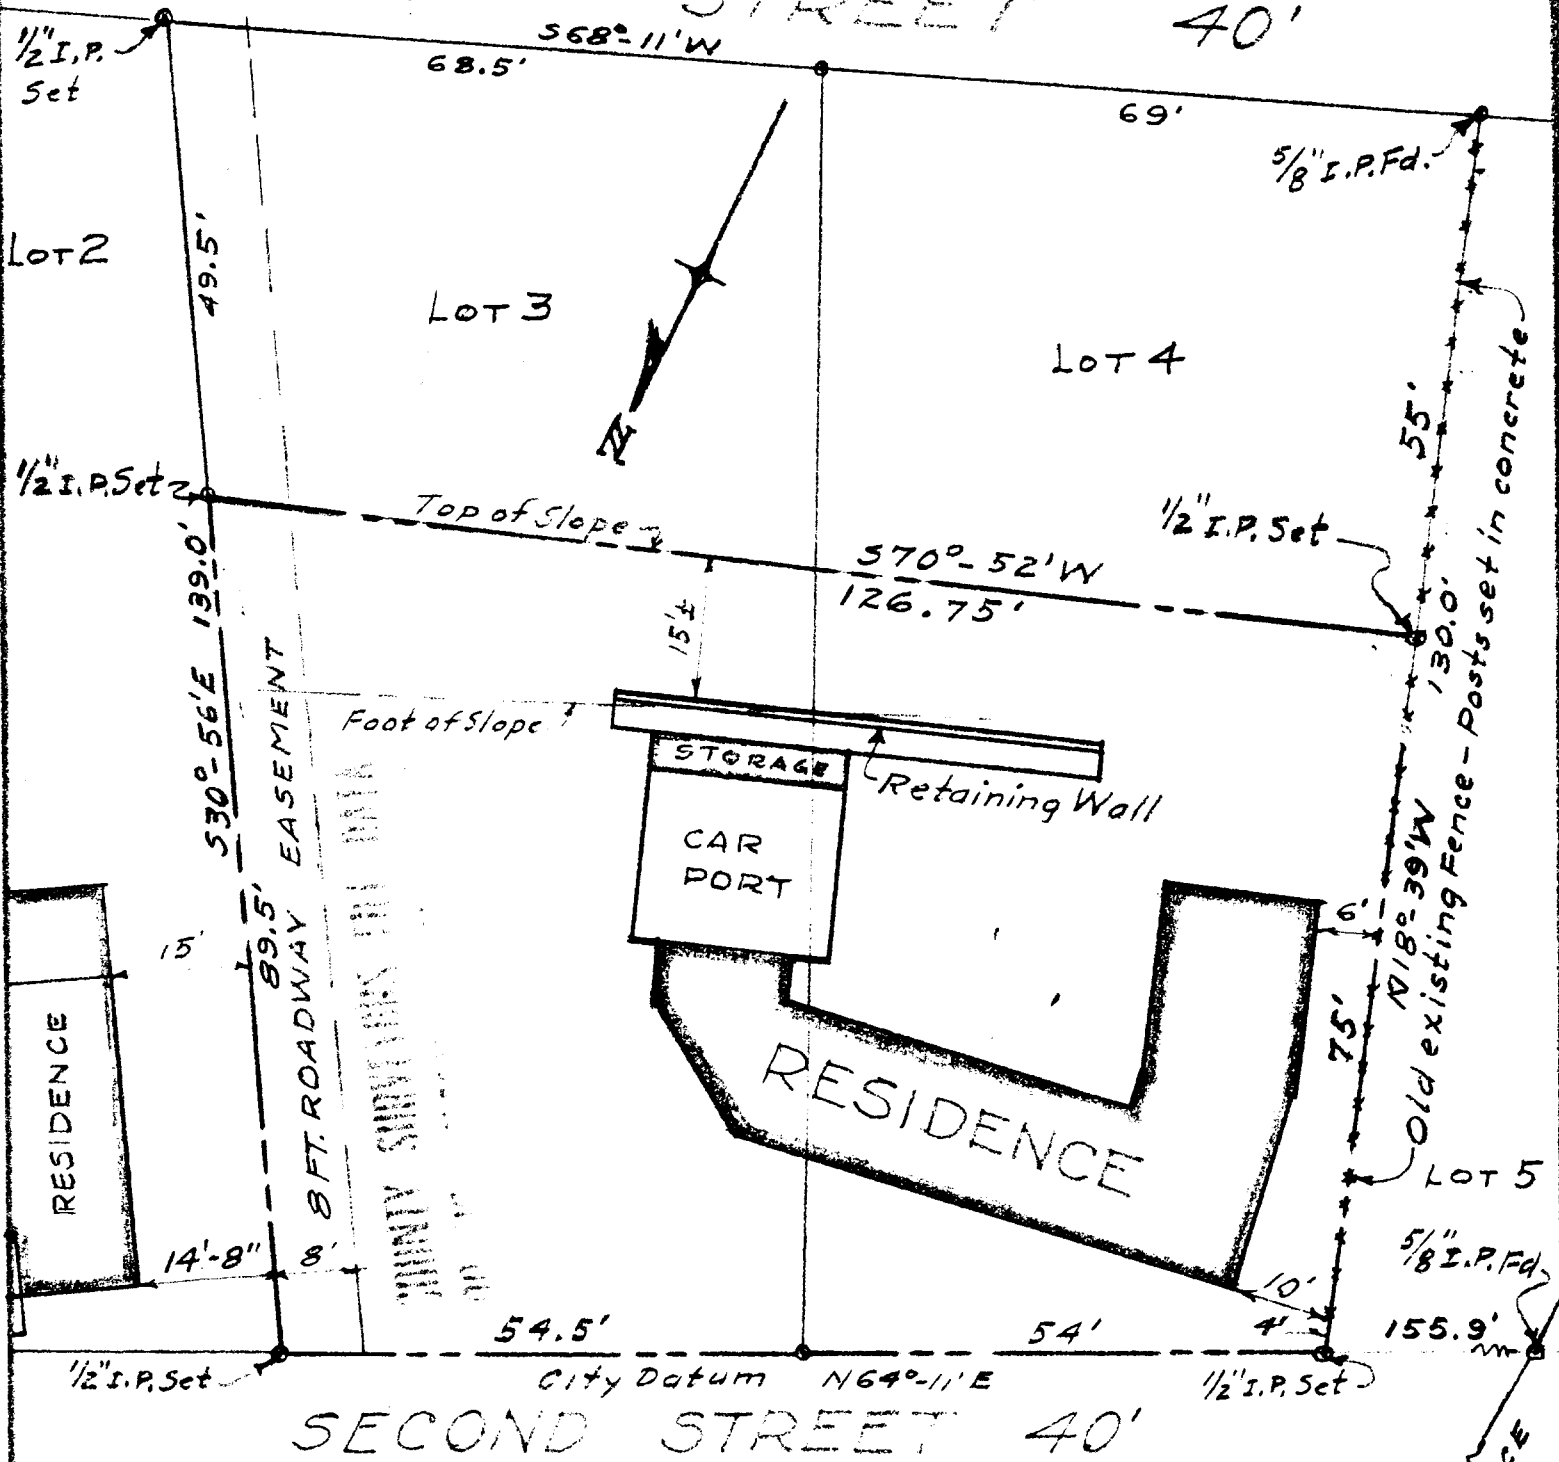 STREET 40'
1/2" I.P.
Set
S68°-11'W
68.5'
69'
5/8" I.P. Fd.
LOT 2
49.5'
LOT 3
LOT 4
N
55'
1/2" I.P. Set
Top of Slope
1/2" I.P. Set
S70°-52'W
126.75'
15'±
S30°-56'E 139.0'
130.0'
Old existing Fence - Posts set in concrete
Foot of Slope
STORAGE
Retaining Wall
CAR
PORT
N18°-39'W
8 FT. ROADWAY EASEMENT
89.5'
15'
6'
75'
RESIDENCE
RESIDENCE
LOT 5
14'-8"
8'
10'
4'
5/8" I.P. Fd.
54.5'
54'
155.9'
1/2" I.P. Set
City Datum N64°-11'E
1/2" I.P. Set
SECOND STREET 40'